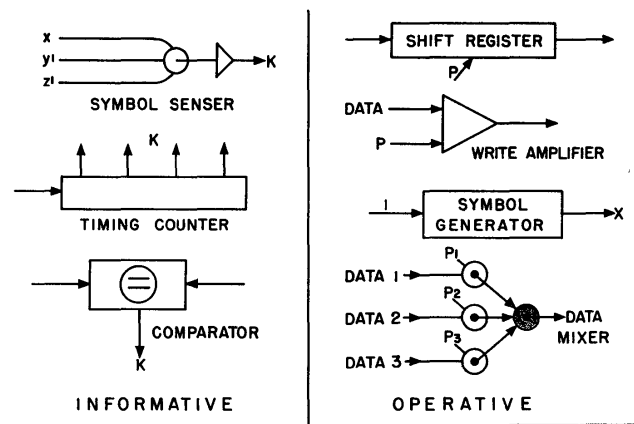 X
y'
z'
K
SYMBOL SENSER
K
TIMING COUNTER
=
COMPARATOR
K
INFORMATIVE
SHIFT REGISTER
P
DATA
P
WRITE AMPLIFIER
1
SYMBOL
GENERATOR
X
P1
DATA 1
P2
DATA 2
DATA
MIXER
P3
DATA 3
OPERATIVE